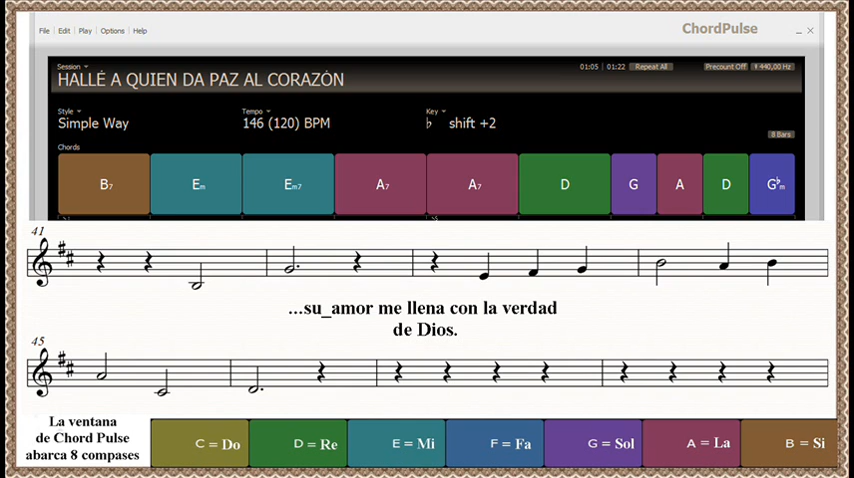 File Edit Play Options Help
ChordPulse
Session
HALLÉ A QUIEN DA PAZ AL CORAZÓN
01:05 01:22 Repeat All Precount Off 440,00 Hz
Style
Simple Way
Tempo
146 (120) BPM
Key
♭ shift +2
8 Bars
Chords
B7 Em Em7 A7 A7 D G A D G♭m
41
...su_amor me llena con la verdad
de Dios.
45
La ventana
de Chord Pulse
abarca 8 compases
C = Do D = Re E = Mi F = Fa G = Sol A = La B = Si